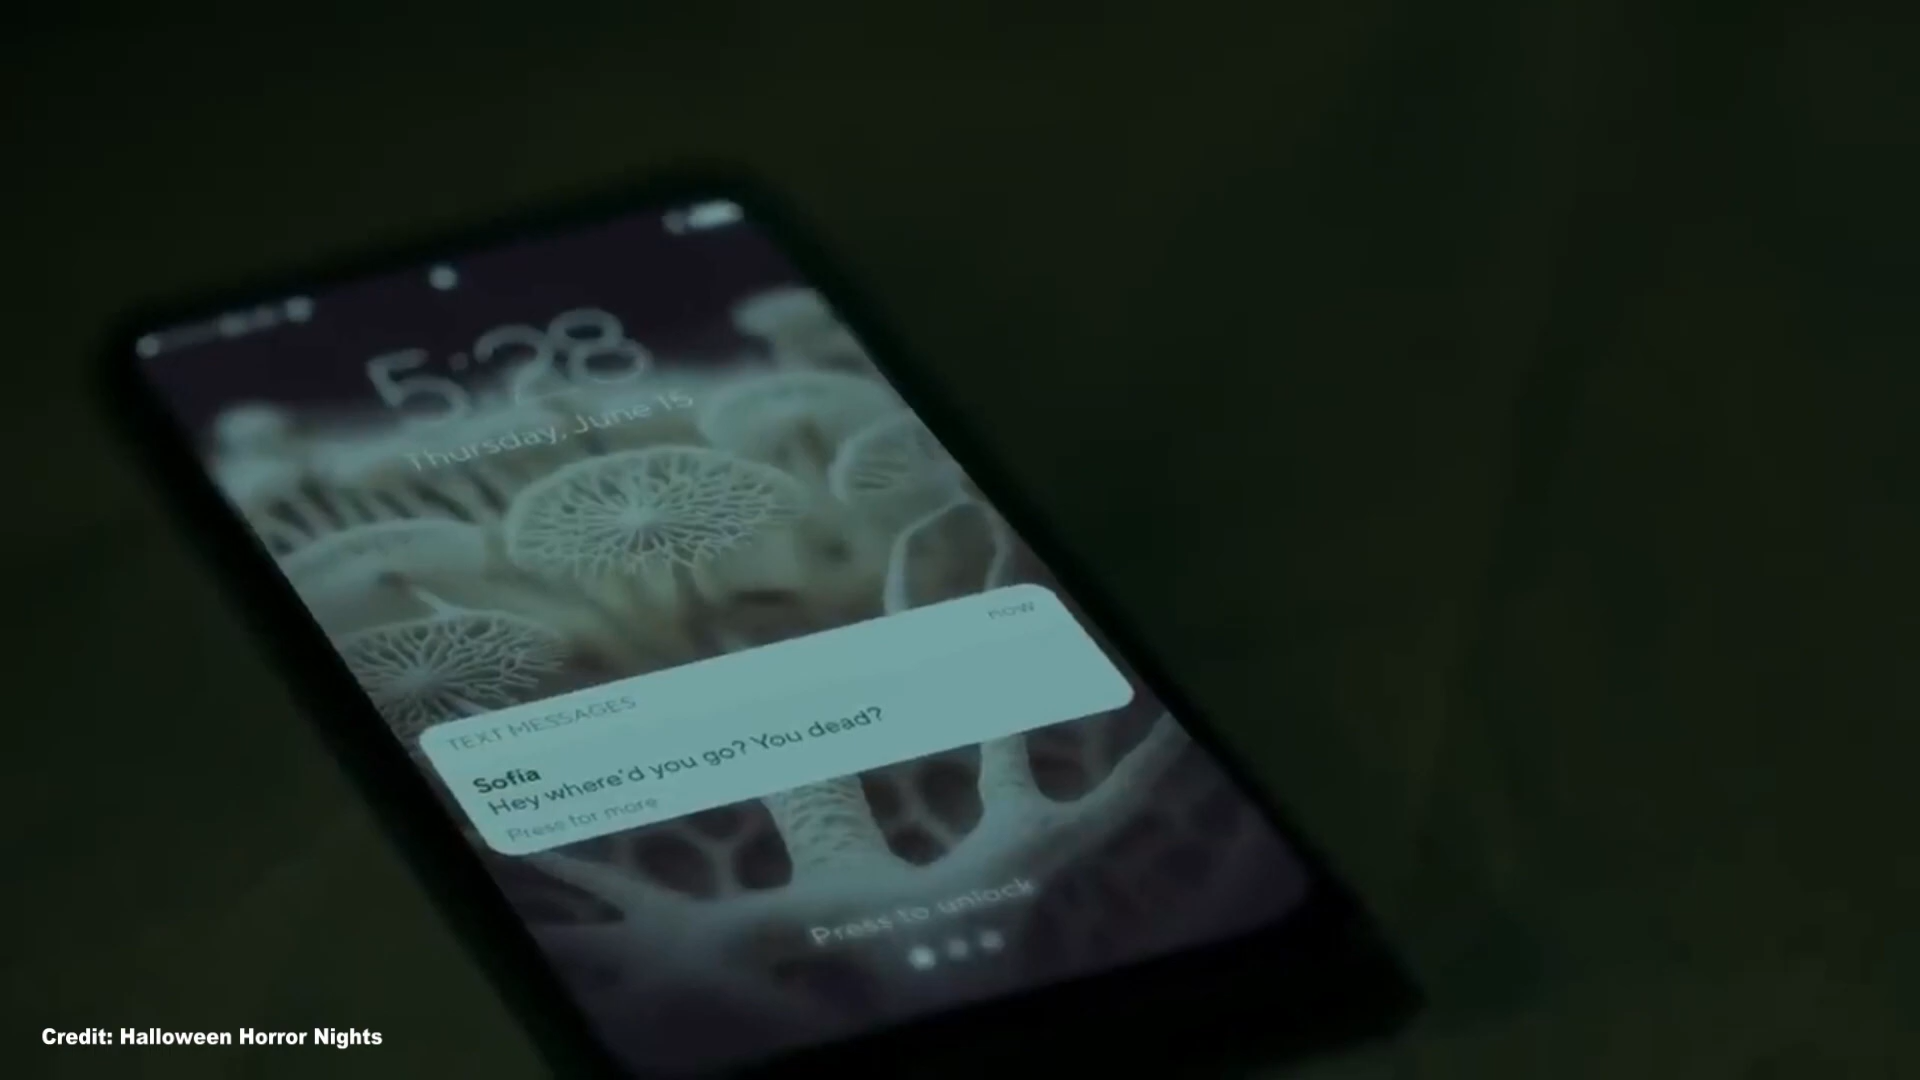 5:28
Thursday, June 15
TEXT MESSAGES
now
Sofia
Hey where'd you go? You dead?
Press for more
Press to unlock
Credit: Halloween Horror Nights